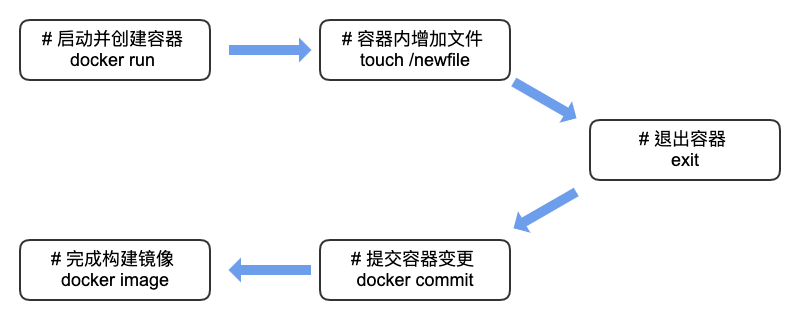 # 启动并创建容器
docker run
# 容器内增加文件
touch /newfile
# 退出容器
exit
# 提交容器变更
docker commit
# 完成构建镜像
docker image